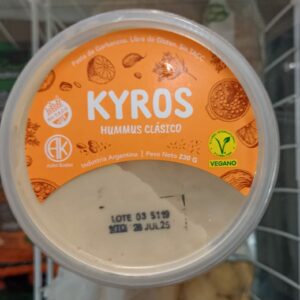 Pasta de Garbanzo. Libre de Gluten. Sin TACC.
KYROS
HUMMUS CLÁSICO
Industria Argentina | Peso Neto 230 G
VEGANO
LOTE 03 5119
28 JUL25